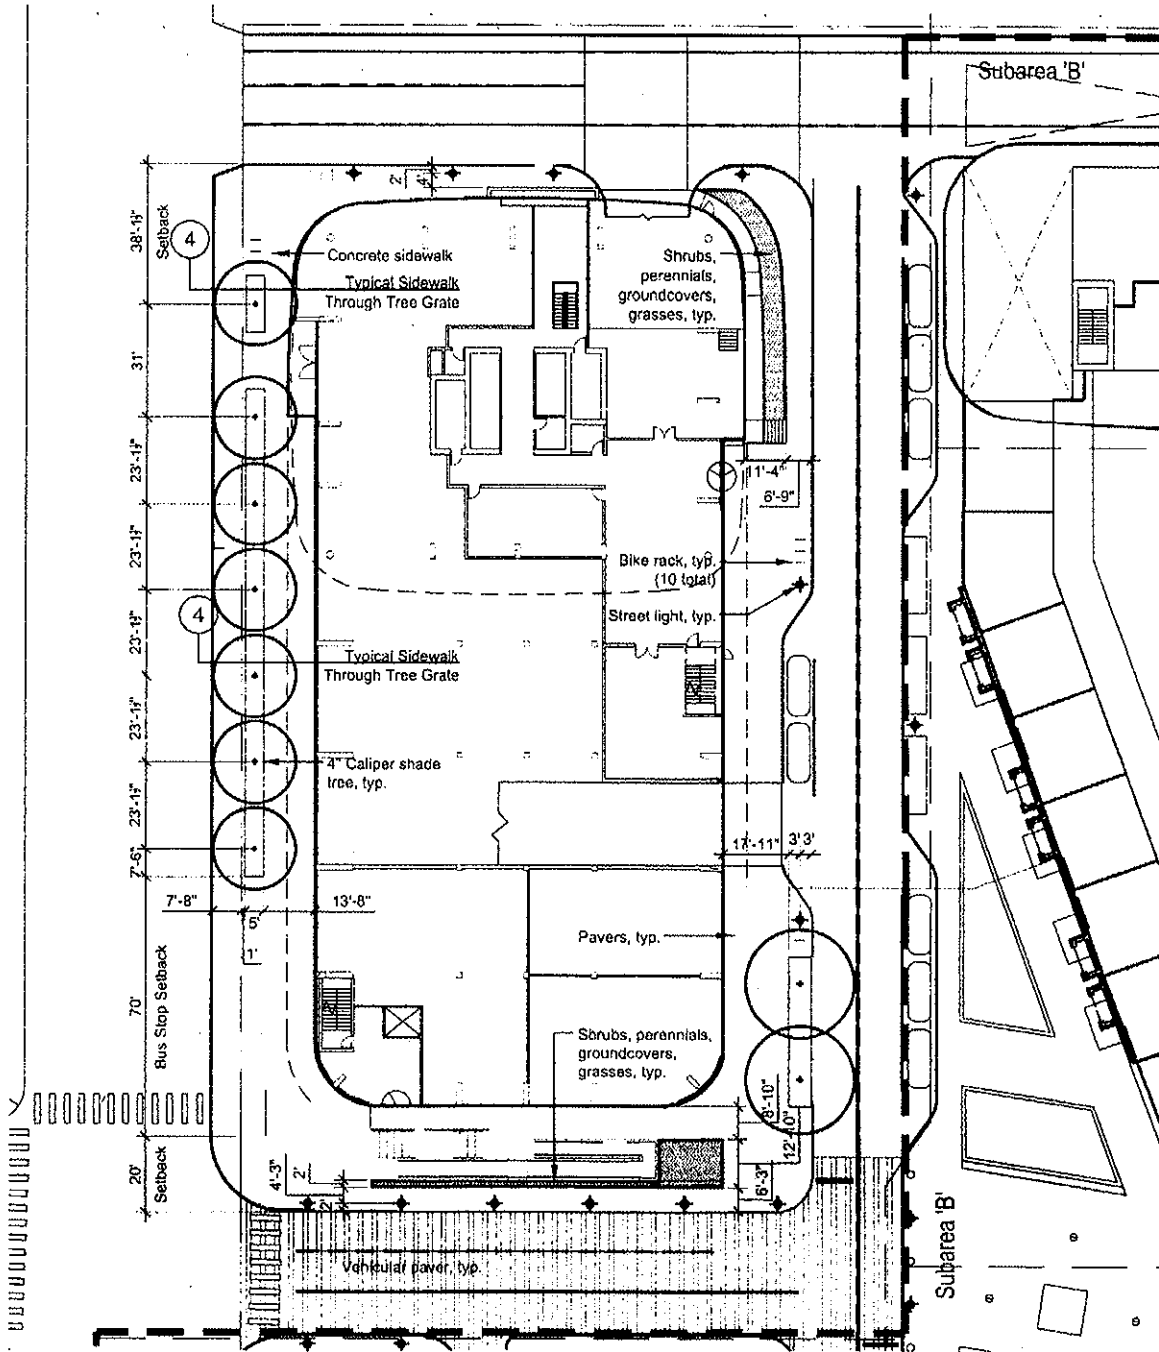 Subarea 'B'
2'
4'
38'-1½"
Setback
4
Concrete sidewalk
Typical Sidewalk
Through Tree Grate
Shrubs,
perennials,
groundcovers,
grasses, typ.
31'
23'-1½"
11'-4"
6'-9"
23'-1½"
Bike rack, typ.
(10 total)
Street light, typ.
4
23'-1½"
Typical Sidewalk
Through Tree Grate
23'-1½"
4" Caliper shade
tree, typ.
23'-1½"
17'-11"
3'
3'
7'-6"
7'-8"
13'-8"
1'
Pavers, typ.
70'
Bus Stop Setback
Shrubs, perennials,
groundcovers,
grasses, typ.
8'-10"
12'-10"
20'
Setback
4'-3"
2'
2'
6'-3"
Vehicular paver, typ.
Subarea 'B'